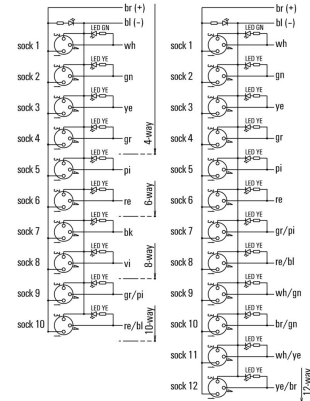 br (+)
bl (−)
LED GN
sock 1 wh
LED YE
sock 2 gn
LED YE
sock 3 ye
LED YE
sock 4 gr
4-way
LED YE
sock 5 pi
LED YE
sock 6 re
6-way
LED YE
sock 7 bk
LED YE
sock 8 vi
8-way
LED YE
sock 9 gr/pi
LED YE
sock 10 re/bl
10-way
br (+)
bl (−)
LED GN
sock 1 wh
LED YE
sock 2 gn
LED YE
sock 3 ye
LED YE
sock 4 gr
LED YE
sock 5 pi
LED YE
sock 6 re
LED YE
sock 7 gr/pi
LED YE
sock 8 re/bl
LED YE
sock 9 wh/gn
LED YE
sock 10 br/gn
LED YE
sock 11 wh/ye
LED YE
sock 12 ye/br
12-way